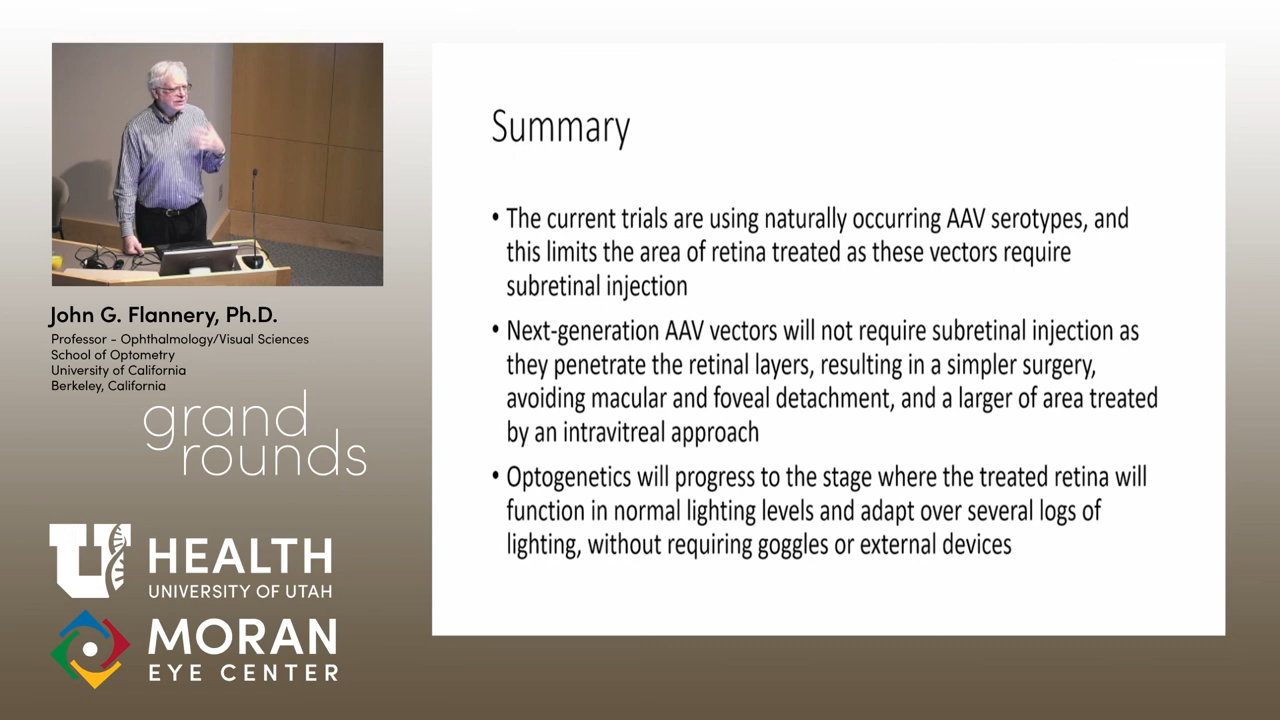 John G. Flannery, Ph.D.
Professor - Ophthalmology/Visual Sciences
School of Optometry
University of California
Berkeley, California
grand
rounds
U HEALTH
UNIVERSITY OF UTAH
MORAN
EYE CENTER
Summary
• The current trials are using naturally occurring AAV serotypes, and
this limits the area of retina treated as these vectors require
subretinal injection
• Next-generation AAV vectors will not require subretinal injection as
they penetrate the retinal layers, resulting in a simpler surgery,
avoiding macular and foveal detachment, and a larger of area treated
by an intravitreal approach
• Optogenetics will progress to the stage where the treated retina will
function in normal lighting levels and adapt over several logs of
lighting, without requiring goggles or external devices